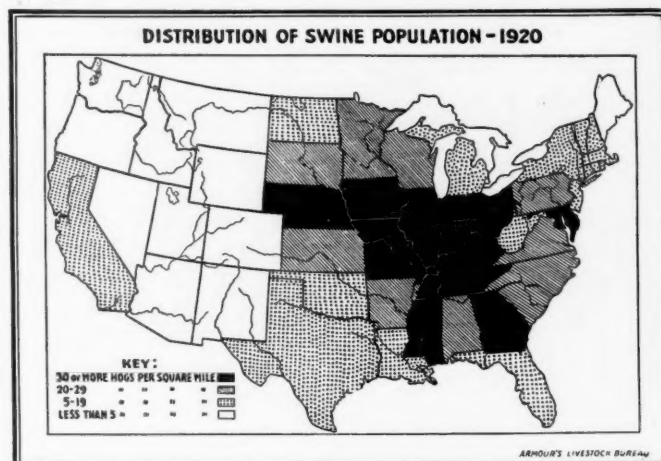 DISTRIBUTION OF SWINE POPULATION - 1920
KEY:
30 or MORE HOGS PER SQUARE MILE
20-29 " " " "
5-19 " " " "
LESS THAN 5 " " " "
ARMOUR'S LIVESTOCK BUREAU